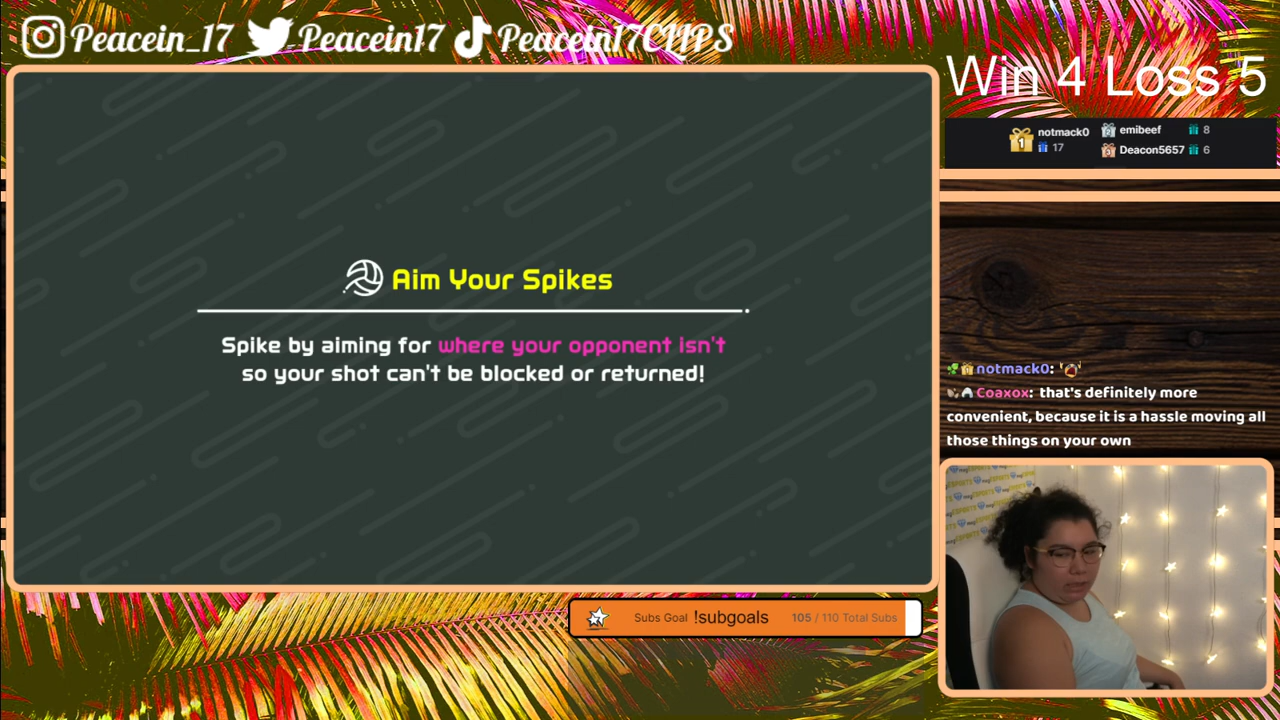 Peacein_17 Peacein17 Peacein17ClIPS
Win 4 Loss 5
1 notmack0 17
emibeef 8
Deacon5657 6
Aim Your Spikes
Spike by aiming for where your opponent isn't
so your shot can't be blocked or returned!
notmack0:
Coaxox: that's definitely more
convenient, because it is a hassle moving all
those things on your own
Subs Goal !subgoals 105 / 110 Total Subs